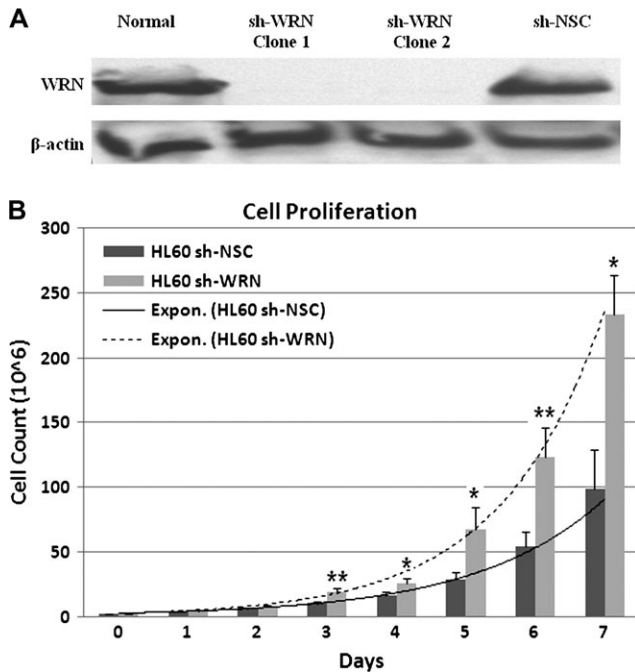 A
Normal
sh-WRN
Clone 1
sh-WRN
Clone 2
sh-NSC
WRN
β-actin
B
Cell Proliferation
HL60 sh-NSC
HL60 sh-WRN
Expon. (HL60 sh-NSC)
Expon. (HL60 sh-WRN)
Cell Count (10^6)
300
250
200
150
100
50
0
**
*
*
**
*
0 1 2 3 4 5 6 7
Days